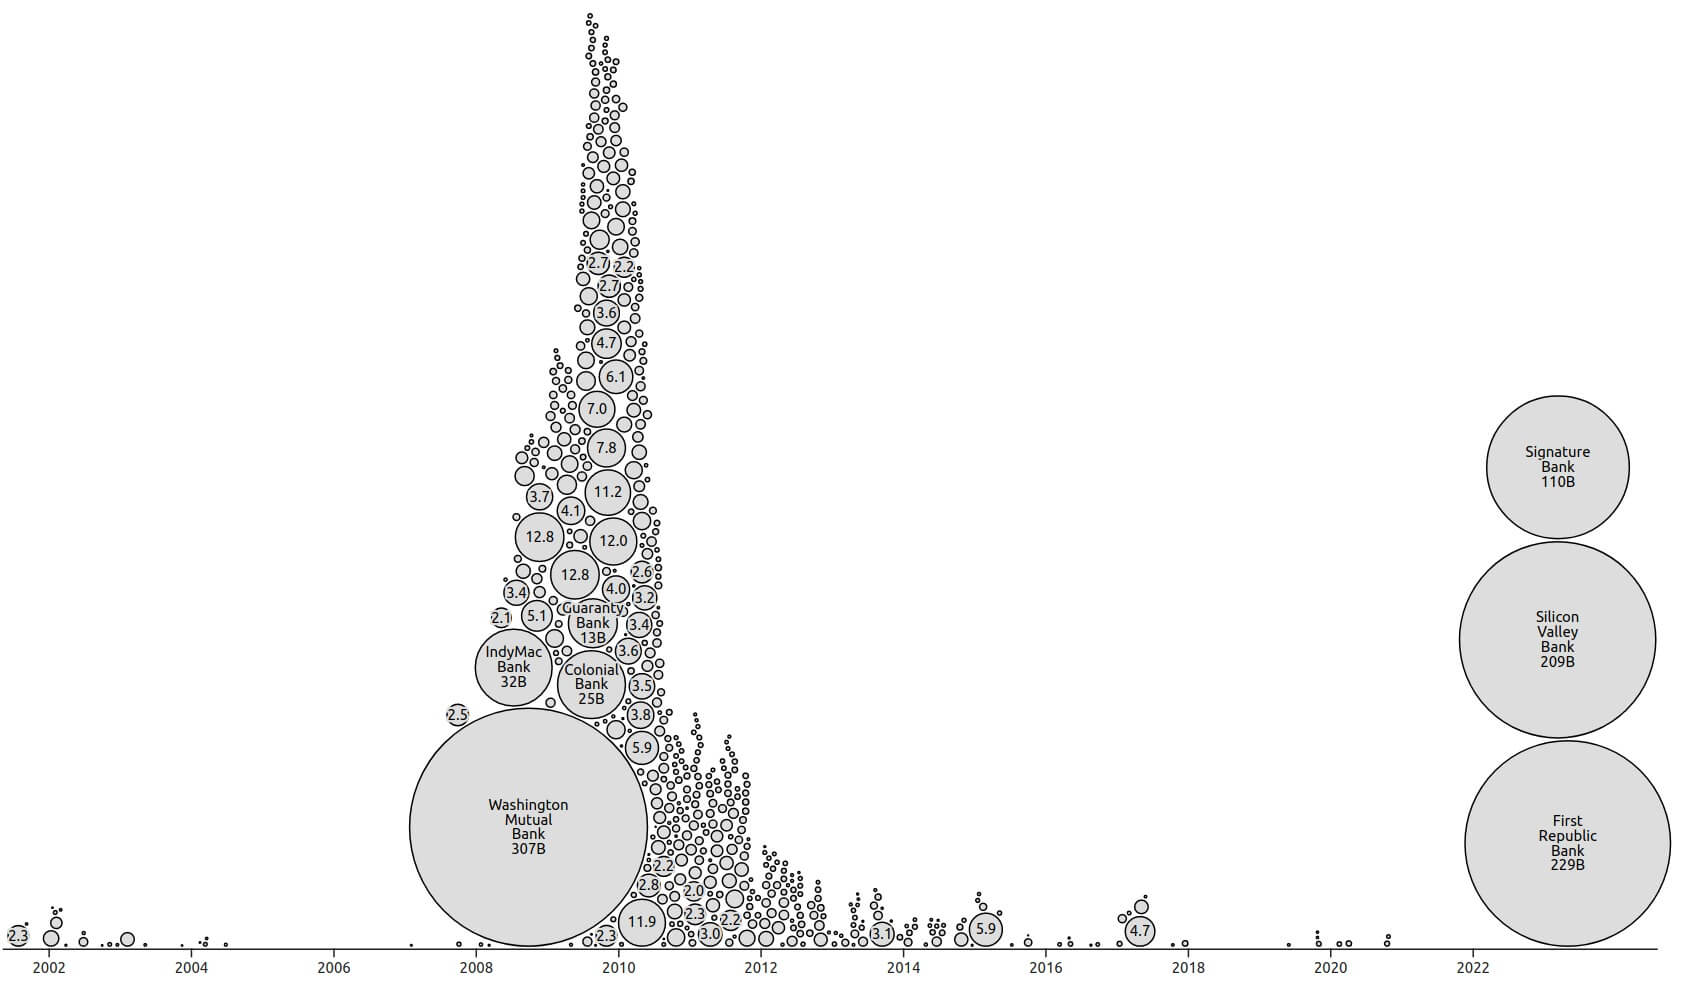 2.7
2.2
2.7
3.6
4.7
6.1
7.0
7.8
11.2
3.7
4.1
12.8
12.0
12.8
2.6
3.4
4.0
3.2
2.1
5.1
Guaranty
Bank
13B
3.4
3.6
IndyMac
Bank
32B
Colonial
Bank
25B
3.5
2.5
3.8
5.9
Washington
Mutual
Bank
307B
2.2
2.8
2.0
2.3
2.2
11.9
2.3
3.0
2.3
3.1
5.9
4.7
Signature
Bank
110B
Silicon
Valley
Bank
209B
First
Republic
Bank
229B
2002 2004 2006 2008 2010 2012 2014 2016 2018 2020 2022